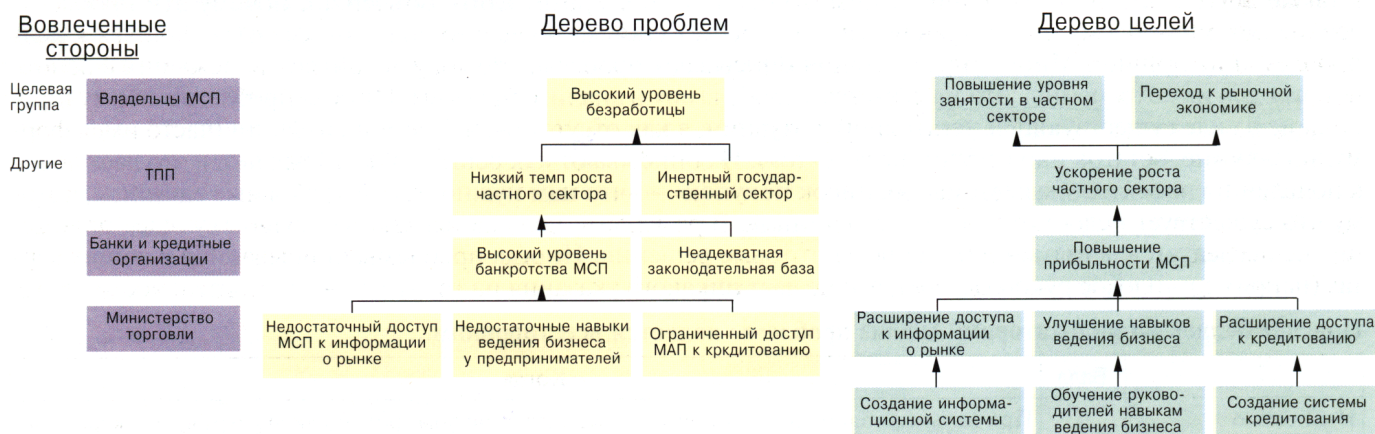 Вовлеченные
стороны
Целевая
группа
Владельцы МСП
Другие
ТПП
Банки и кредитные
организации
Министерство
торговли
Дерево проблем
Высокий уровень
безработицы
Низкий темп роста
частного сектора
Инертный государ-
ственный сектор
Высокий уровень
банкротства МСП
Неадекватная
законодательная база
Недостаточный доступ
МСП к информации
о рынке
Недостаточные навыки
ведения бизнеса
у предпринимателей
Ограниченный доступ
МАП к кркдитованию
Дерево целей
Повышение уровня
занятости в частном
секторе
Переход к рыночной
экономике
Ускорение роста
частного сектора
Повышение
прибыльности МСП
Расширение доступа
к информации
о рынке
Улучшение навыков
ведения бизнеса
Расширение доступа
к кредитованию
Создание информа-
ционной системы
Обучение руково-
дителей навыкам
ведения бизнеса
Создание системы
кредитования